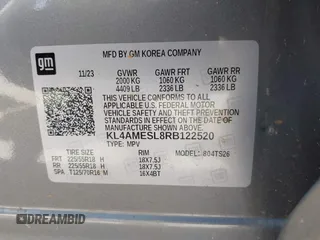 gm
MFD BY GM KOREA COMPANY
11/23 GVWR GAWR FRT GAWR RR
2000 KG 1060 KG 1060 KG
4409 LB 2336 LB 2336 LB
THIS VEHICLE CONFORMS TO ALL APPLICABLE
U.S. FEDERAL MOTOR VEHICLE SAFETY AND
THEFT PREVENTION STANDARDS IN EFFECT
ON THE DATE OF MANUFACTURE SHOWN ABOVE.
KL4AMESL8RB122520
TYPE: MPV MODEL:
TIRE SIZE RIM
FRT 225/55R18 H 18X7.5J
RR 225/55R18 H 18X7.5J
SPA T125/70R18 M 16X4BT